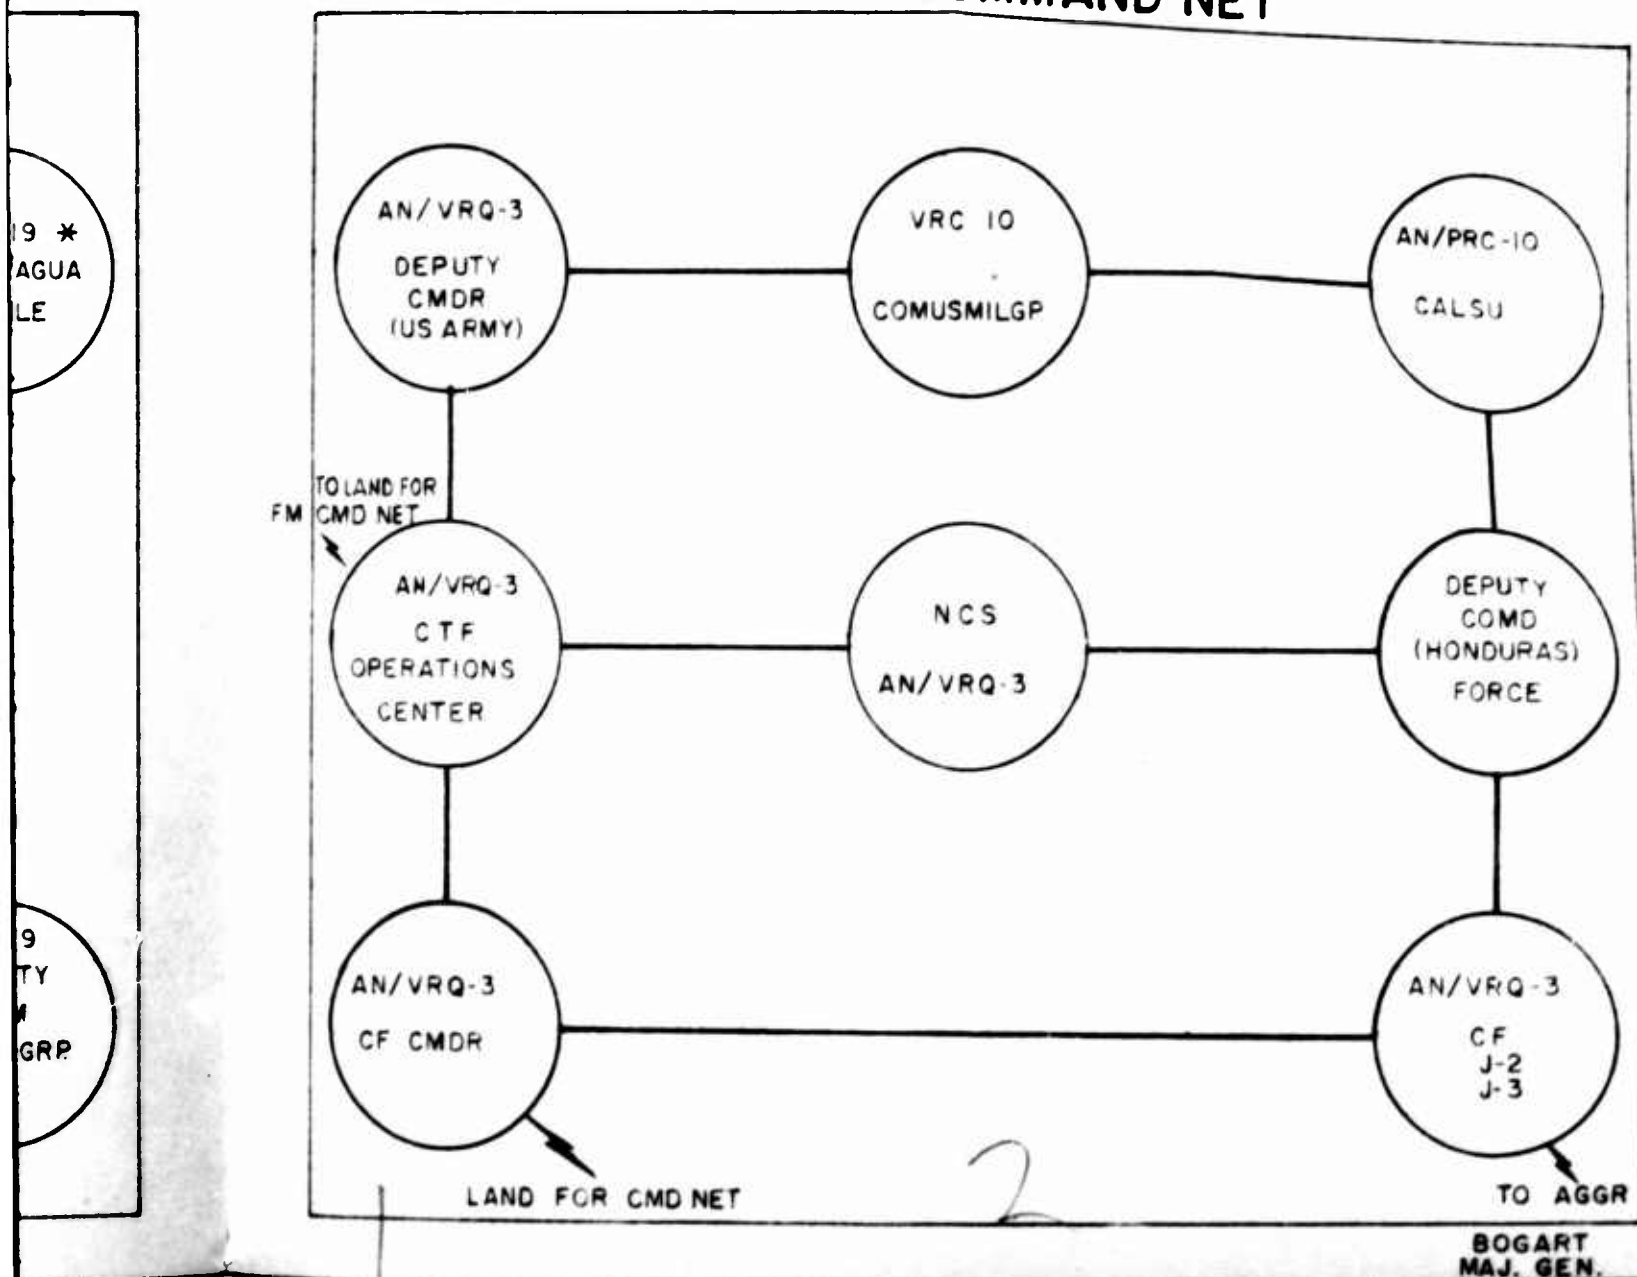 NET
19 *
AGUA
LE
9
TY
GRP.
AN/VRQ-3
DEPUTY
CMDR
(US ARMY)
VRC 10
COMUSMILGP
AN/PRC-10
CALSU
TO LAND FOR
FM CMD NET
AN/VRQ-3
CTF
OPERATIONS
CENTER
NCS
AN/VRQ-3
DEPUTY
COMD
(HONDURAS)
FORCE
AN/VRQ-3
CF CMDR
AN/VRQ-3
CF
J-2
J-3
LAND FOR CMD NET
2
TO AGGR
BOGART
MAJ. GEN.